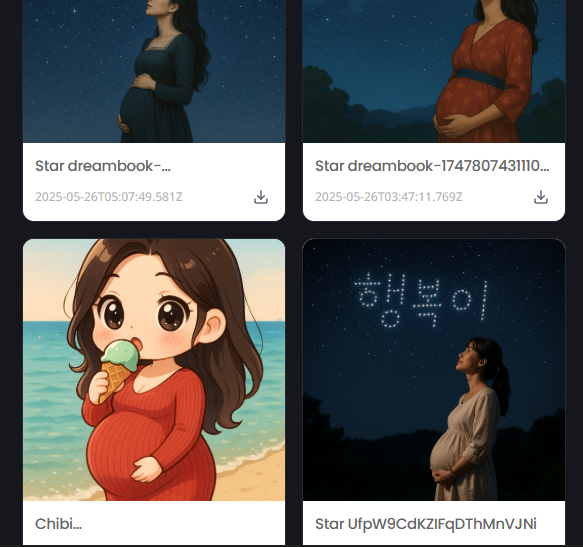 Star dreambook-...
Star dreambook-1747807431110...
2025-05-26T05:07:49.581Z
2025-05-26T03:47:11.769Z
행복이
Chibi...
Star UfpW9CdKZIFqDThMnVJNi